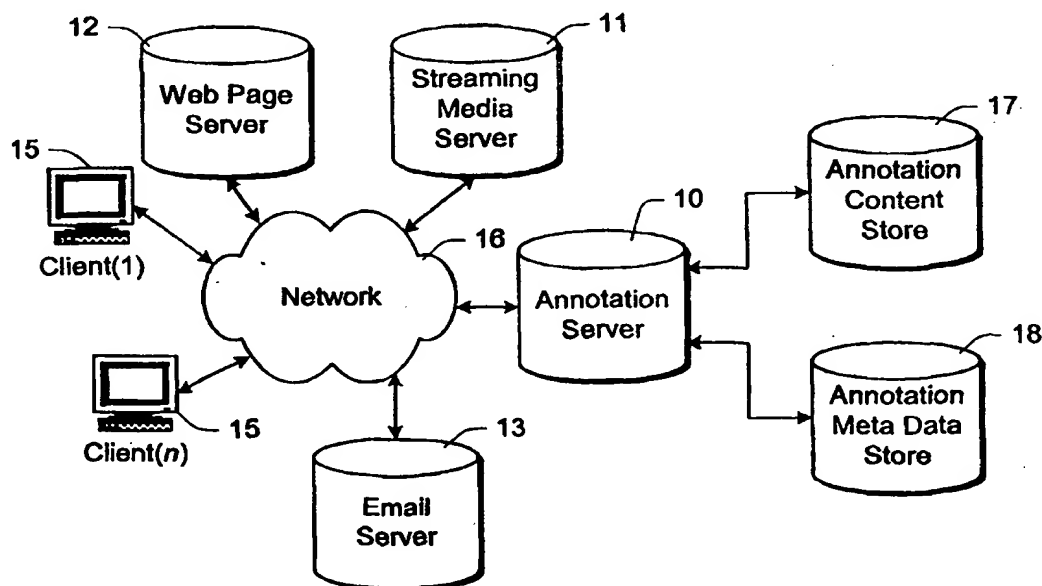 12
11
Web Page
Server
Streaming
Media
Server
17
15
Annotation
Content
Store
10
Client(1)
16
Network
Annotation
Server
18
Annotation
Meta Data
Store
15
Client(n)
13
Email
Server